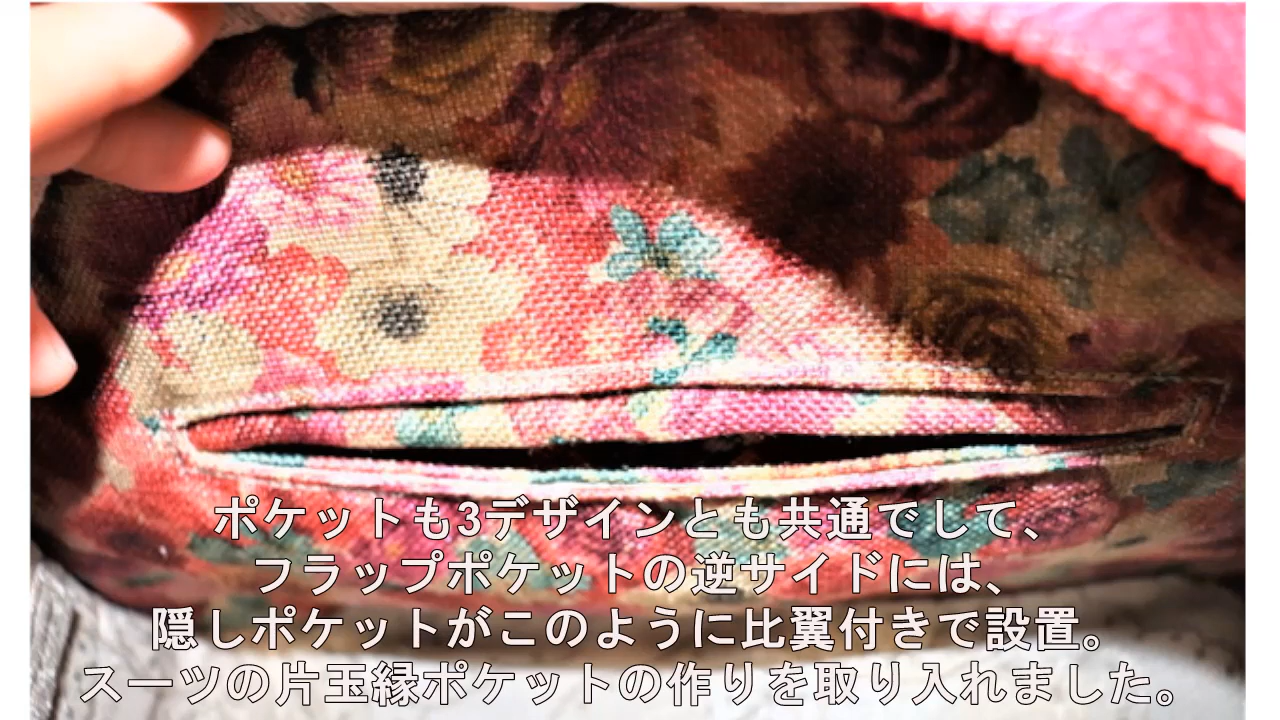 ポケットも3デザインとも共通でして、
フラップポケットの逆サイドには、
隠しポケットがこのように比翼付きで設置。
スーツの片玉縁ポケットの作りを取り入れました。